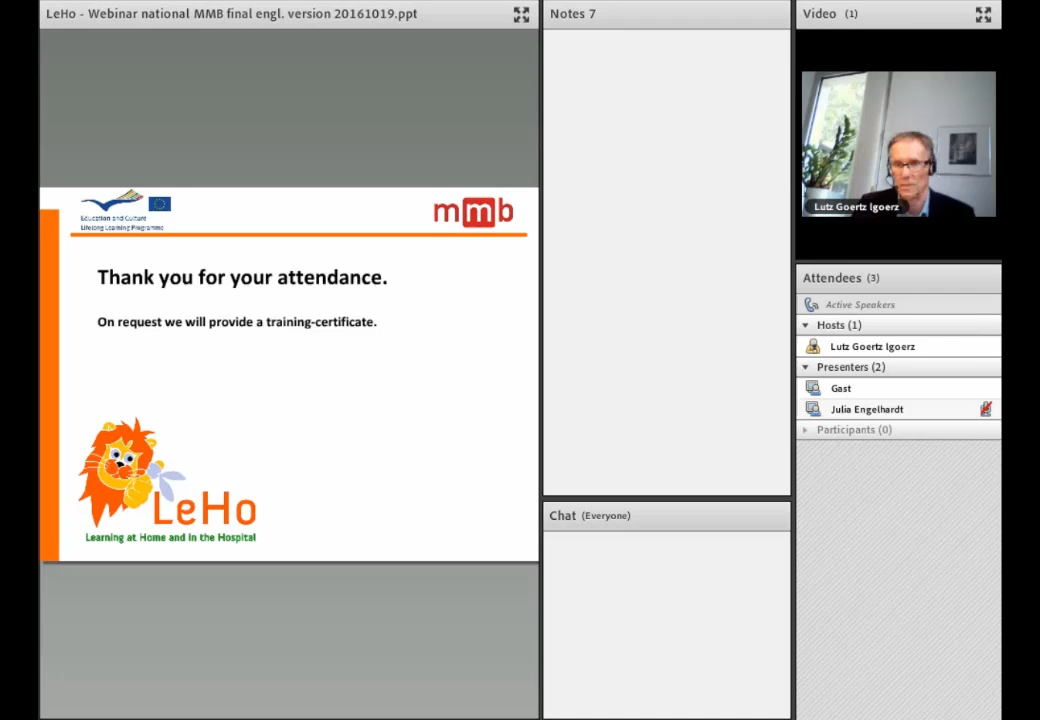 LeHo - Webinar national MMB final engl. version 20161019.ppt
Education and Culture
Lifelong Learning Programme
mmb
Thank you for your attendance.
On request we will provide a training-certificate.
LeHo
Learning at Home and in the Hospital
Notes 7
Chat (Everyone)
Video (1)
Lutz Goertz lgoerz
Attendees (3)
Active Speakers
Hosts (1)
Lutz Goertz lgoerz
Presenters (2)
Gast
Julia Engelhardt
Participants (0)